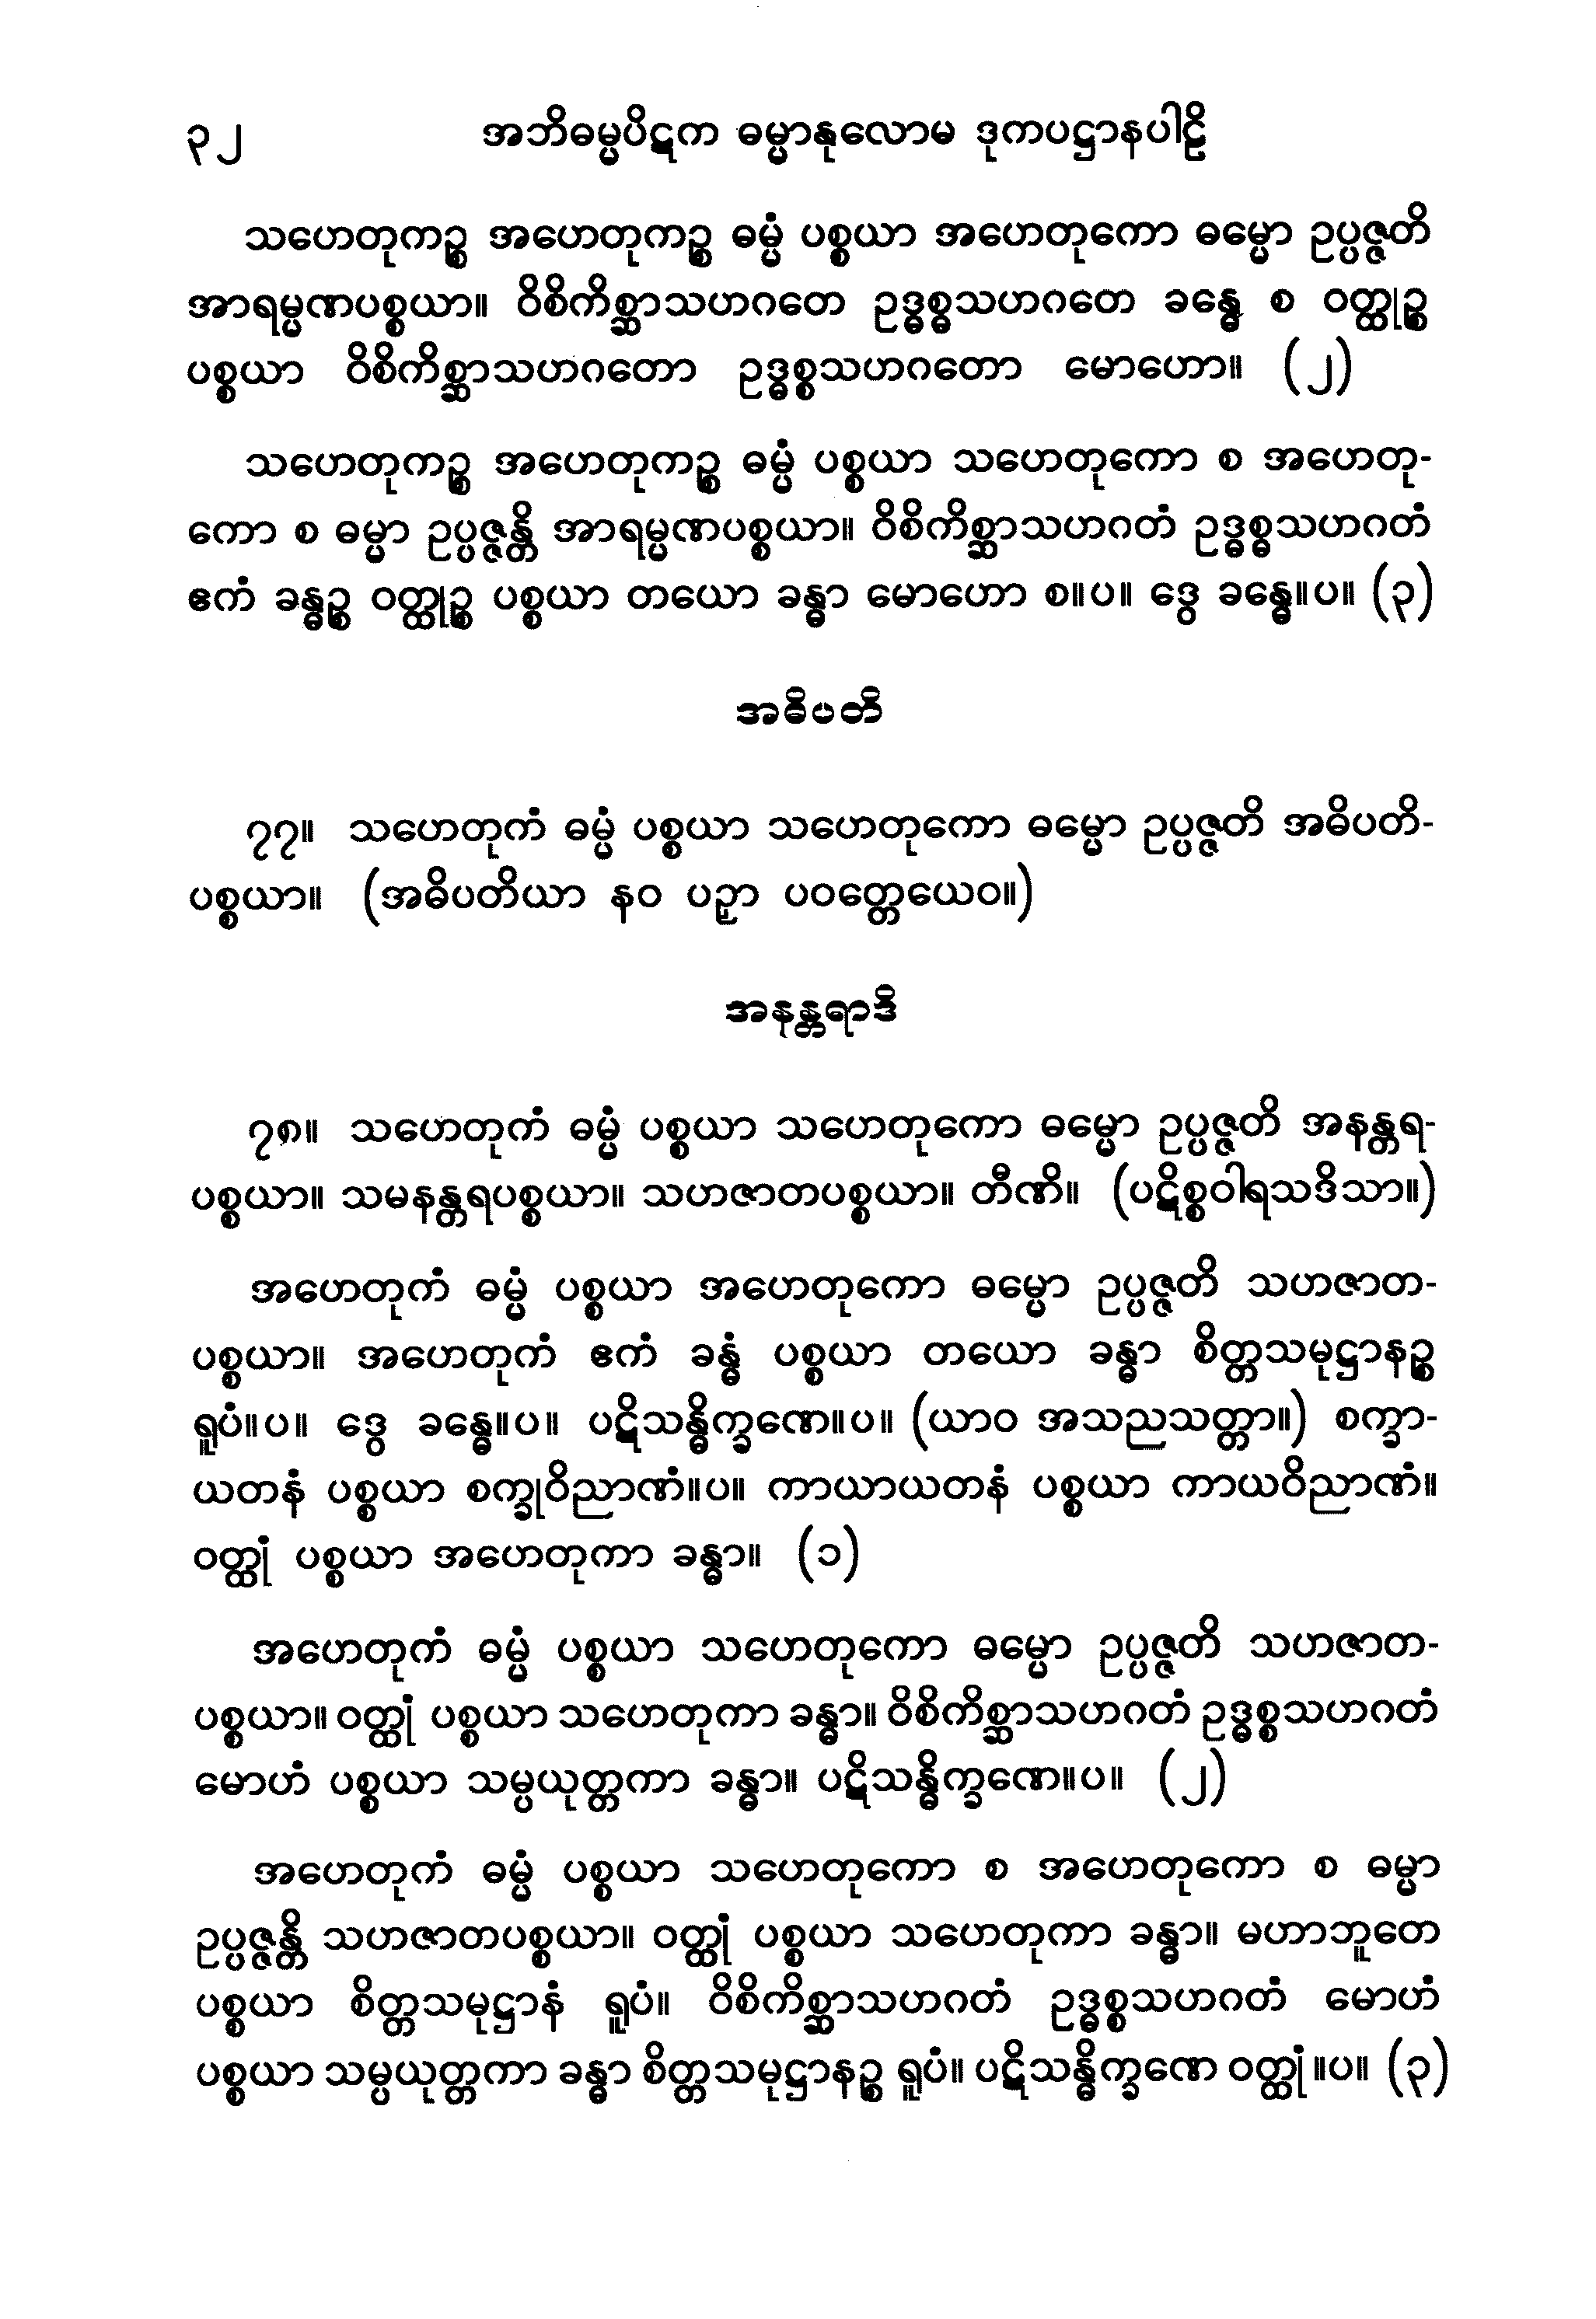 ၃၂ အဘိဓမ္မပိဋက ဓမ္မာနုလောမ ဒုကပဋ္ဌာနပါဠိ
သဟေတုကဉ္စ အဟေတုကဉ္စ ဓမ္မံ ပစ္စယာ အဟေတုကော ဓမ္မော ဥပ္ပဇ္ဇတိ
အာရမ္မဏပစ္စယာ။ ဝိစိကိစ္ဆာသဟဂတေ ဥဒ္ဓစ္စသဟဂတေ ခန္ဓေ စ ဝတ္ထုဉ္စ
ပစ္စယာ ဝိစိကိစ္ဆာသဟဂတော ဥဒ္ဓစ္စသဟဂတော မောဟော။ (၂)
သဟေတုကဉ္စ အဟေတုကဉ္စ ဓမ္မံ ပစ္စယာ သဟေတုကော စ အဟေတု-
ကော စ ဓမ္မာ ဥပ္ပဇ္ဇန္တိ အာရမ္မဏပစ္စယာ။ ဝိစိကိစ္ဆာသဟဂတံ ဥဒ္ဓစ္စသဟဂတံ
ဧကံ ခန္ဓဉ္စ ဝတ္ထုဉ္စ ပစ္စယာ တယော ခန္ဓာ မောဟော စ။ပ။ ဒွေ ခန္ဓေ။ပ။ (၃)
အဓိပတိ
၇၇။ သဟေတုကံ ဓမ္မံ ပစ္စယာ သဟေတုကော ဓမ္မော ဥပ္ပဇ္ဇတိ အဓိပတိ-
ပစ္စယာ။ (အဓိပတိယာ နဝ ပဉှာ ပဝတ္တေယေဝ။)
အနန္တရာဒိ
၇၈။ သဟေတုကံ ဓမ္မံ ပစ္စယာ သဟေတုကော ဓမ္မော ဥပ္ပဇ္ဇတိ အနန္တရ-
ပစ္စယာ။ သမနန္တရပစ္စယာ။ သဟဇာတပစ္စယာ။ တီဏိ။ (ပဋိစ္စဝါရသဒိသာ။)
အဟေတုကံ ဓမ္မံ ပစ္စယာ အဟေတုကော ဓမ္မော ဥပ္ပဇ္ဇတိ သဟဇာတ-
ပစ္စယာ။ အဟေတုကံ ဧကံ ခန္ဓံ ပစ္စယာ တယော ခန္ဓာ စိတ္တသမုဋ္ဌာနဉ္စ
ရူပံ။ပ။ ဒွေ ခန္ဓေ။ပ။ ပဋိသန္ဓိက္ခဏေ။ပ။ (ယာဝ အသညသတ္တာ။) စက္ခာ-
ယတနံ ပစ္စယာ စက္ခုဝိညာဏံ။ပ။ ကာယာယတနံ ပစ္စယာ ကာယဝိညာဏံ။
ဝတ္ထုံ ပစ္စယာ အဟေတုကာ ခန္ဓာ။ (၁)
အဟေတုကံ ဓမ္မံ ပစ္စယာ သဟေတုကော ဓမ္မော ဥပ္ပဇ္ဇတိ သဟဇာတ-
ပစ္စယာ။ ဝတ္ထုံ ပစ္စယာ သဟေတုကာ ခန္ဓာ။ ဝိစိကိစ္ဆာသဟဂတံ ဥဒ္ဓစ္စသဟဂတံ
မောဟံ ပစ္စယာ သမ္ပယုတ္တကာ ခန္ဓာ။ ပဋိသန္ဓိက္ခဏေ။ပ။ (၂)
အဟေတုကံ ဓမ္မံ ပစ္စယာ သဟေတုကော စ အဟေတုကော စ ဓမ္မာ
ဥပ္ပဇ္ဇန္တိ သဟဇာတပစ္စယာ။ ဝတ္ထုံ ပစ္စယာ သဟေတုကာ ခန္ဓာ။ မဟာဘူတေ
ပစ္စယာ စိတ္တသမုဋ္ဌာနံ ရူပံ။ ဝိစိကိစ္ဆာသဟဂတံ ဥဒ္ဓစ္စသဟဂတံ မောဟံ
ပစ္စယာ သမ္ပယုတ္တကာ ခန္ဓာ စိတ္တသမုဋ္ဌာနဉ္စ ရူပံ။ ပဋိသန္ဓိက္ခဏေ ဝတ္ထုံ။ပ။ (၃)